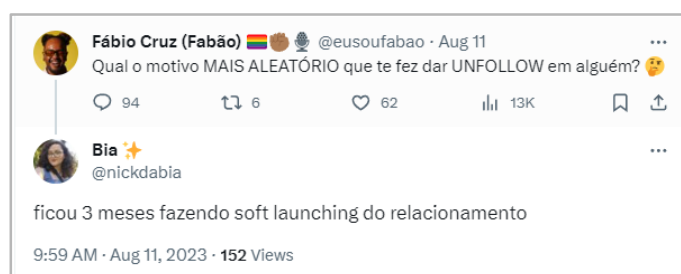 Fábio Cruz (Fabão) 🏳️‍🌈✊🏾🎙️ @eusoufabao · Aug 11
Qual o motivo MAIS ALEATÓRIO que te fez dar UNFOLLOW em alguém? 🤔
94 6 62 13K
Bia ✨
@nickdabia
ficou 3 meses fazendo soft launching do relacionamento
9:59 AM · Aug 11, 2023 · 152 Views